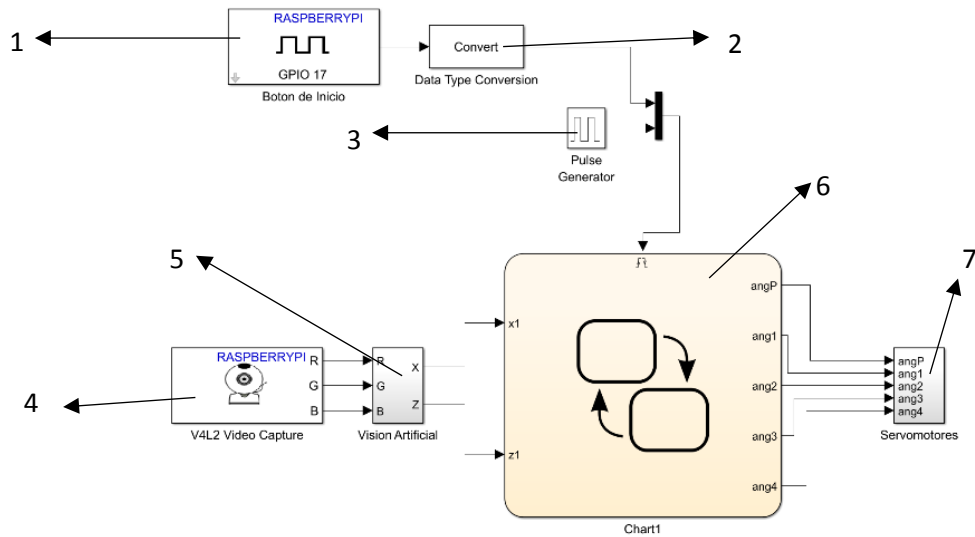 1
RASPBERRYPI
GPIO 17
Boton de Inicio
Convert
Data Type Conversion
2
3
Pulse
Generator
6
5
7
4
RASPBERRYPI
R
G
B
V4L2 Video Capture
R
G
B
X
Z
Vision Artificial
x1
z1
angP
ang1
ang2
ang3
ang4
Chart1
angP
ang1
ang2
ang3
ang4
Servomotores